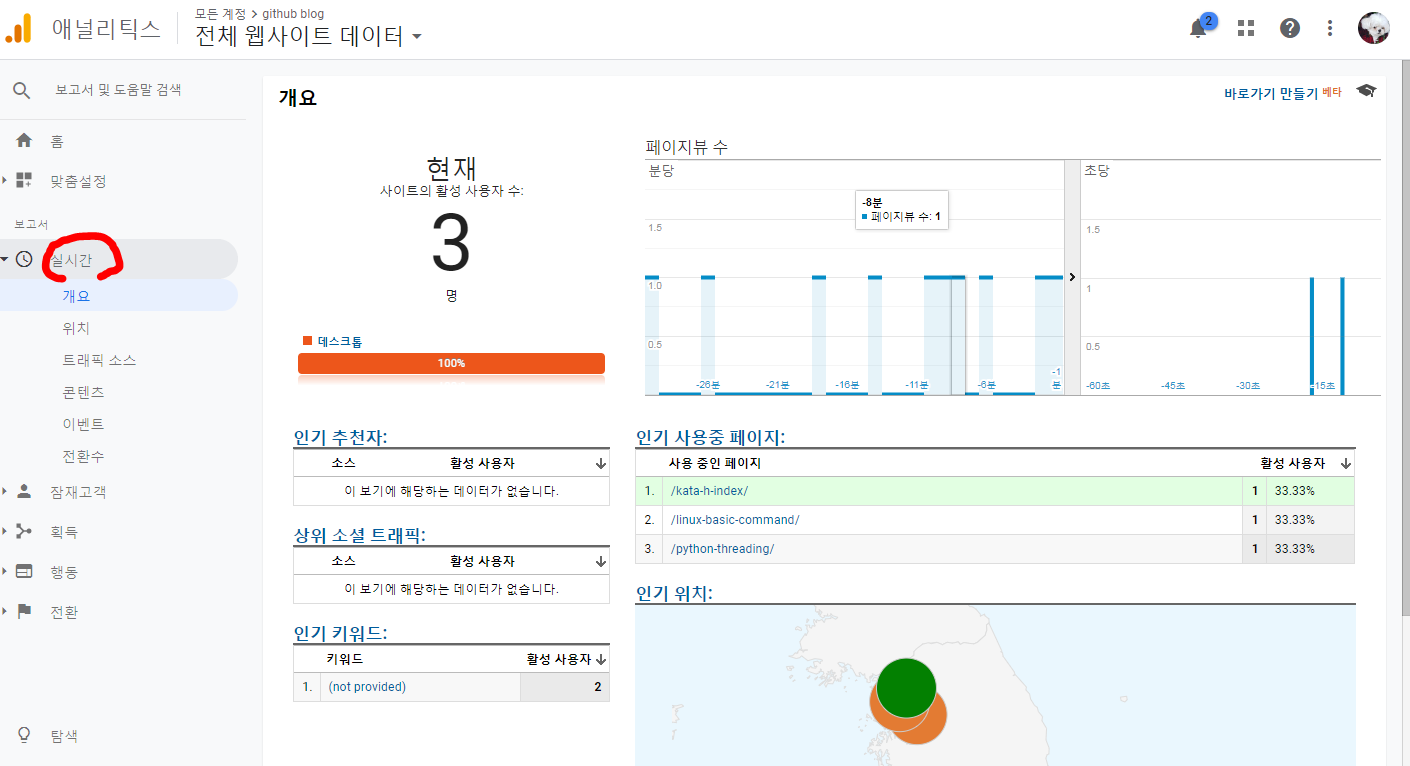 애널리틱스
모든 계정 > github blog
전체 웹사이트 데이터
2
보고서 및 도움말 검색
홈
맞춤설정
보고서
실시간
개요
위치
트래픽 소스
콘텐츠
이벤트
전환수
잠재고객
획득
행동
전환
탐색
개요
바로가기 만들기 베타
현재
사이트의 활성 사용자 수:
3
명
데스크톱
100%
페이지뷰 수
분당
-8분
페이지뷰 수: 1
1.5
1.0
0.5
-26분 -21분 -16분 -11분 -6분 -1분
초당
1.5
1
0.5
-60초 -45초 -30초 -15초
인기 추천자:
소스 활성 사용자
이 보기에 해당하는 데이터가 없습니다.
상위 소셜 트래픽:
소스 활성 사용자
이 보기에 해당하는 데이터가 없습니다.
인기 키워드:
키워드 활성 사용자
1. (not provided) 2
인기 사용중 페이지:
사용 중인 페이지 활성 사용자
1. /kata-h-index/ 1 33.33%
2. /linux-basic-command/ 1 33.33%
3. /python-threading/ 1 33.33%
인기 위치: